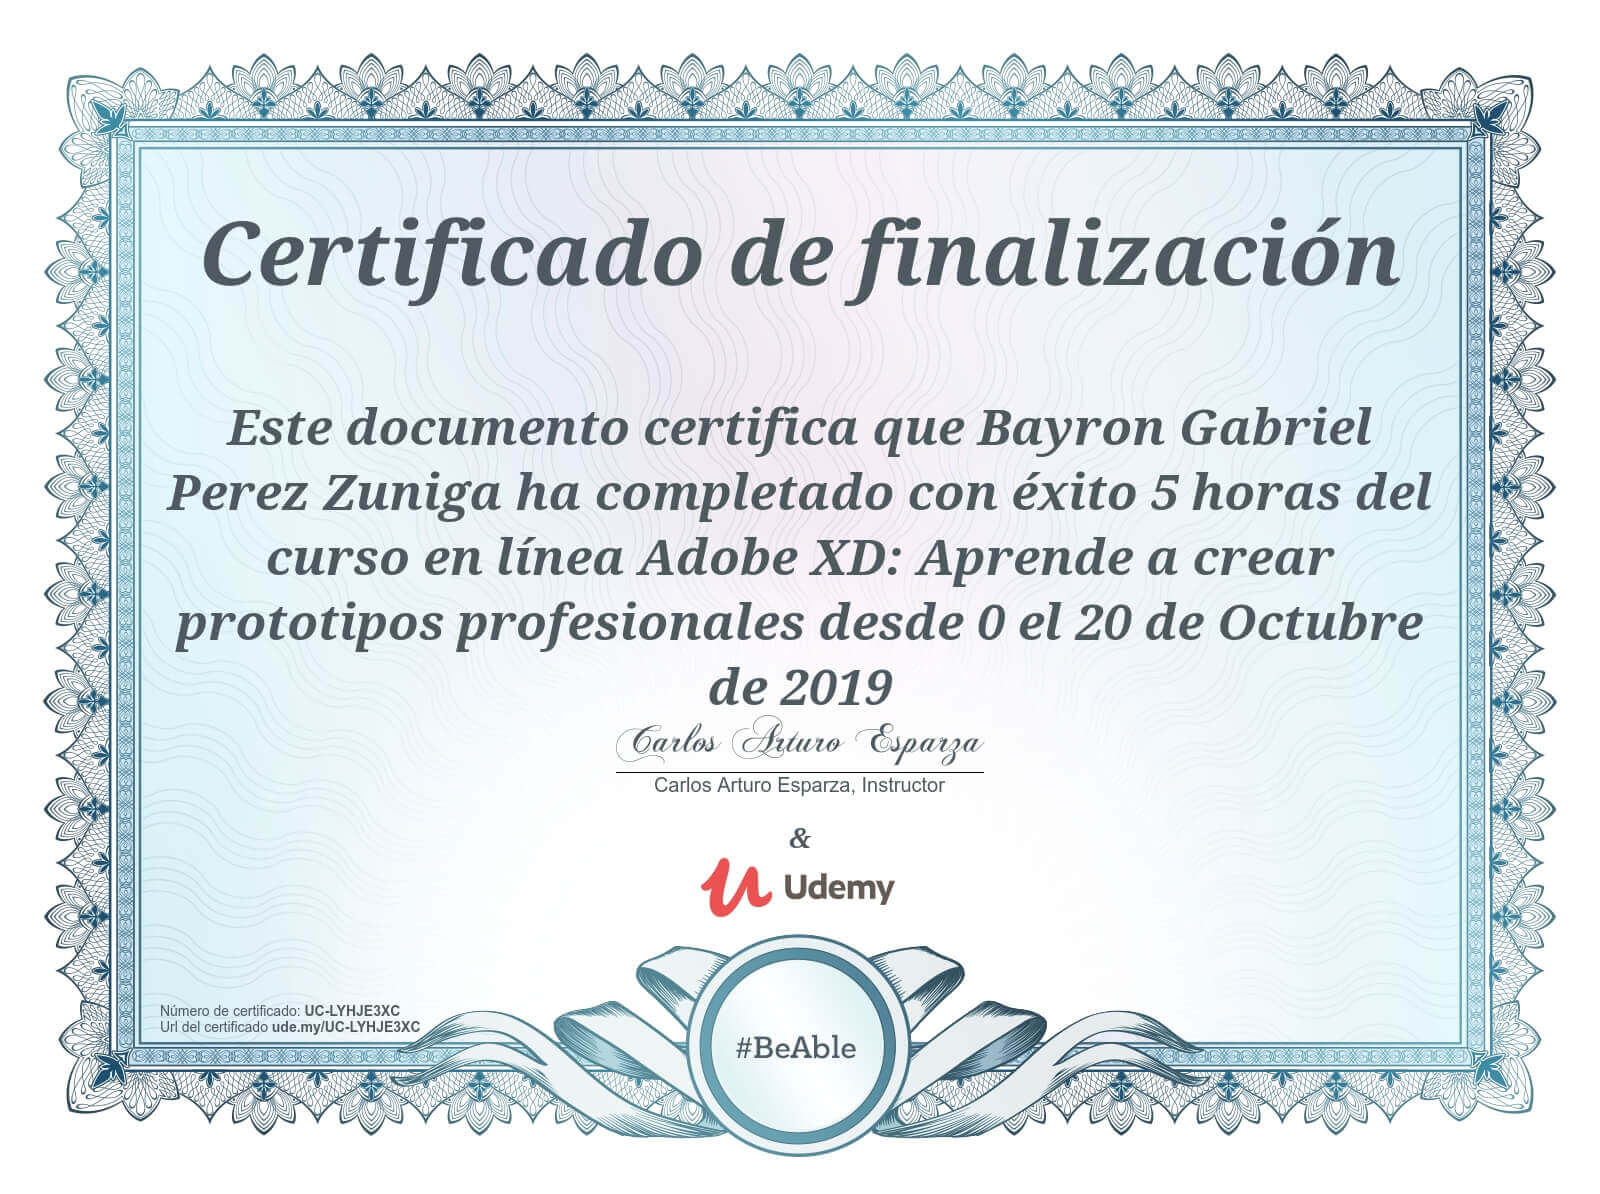 Certificado de finalización
Este documento certifica que Bayron Gabriel
Perez Zuniga ha completado con éxito 5 horas del
curso en línea Adobe XD: Aprende a crear
prototipos profesionales desde 0 el 20 de Octubre
de 2019
Carlos Arturo Esparza
Carlos Arturo Esparza, Instructor
&
Udemy
Número de certificado: UC-LYHJE3XC
Url del certificado ude.my/UC-LYHJE3XC
#BeAble